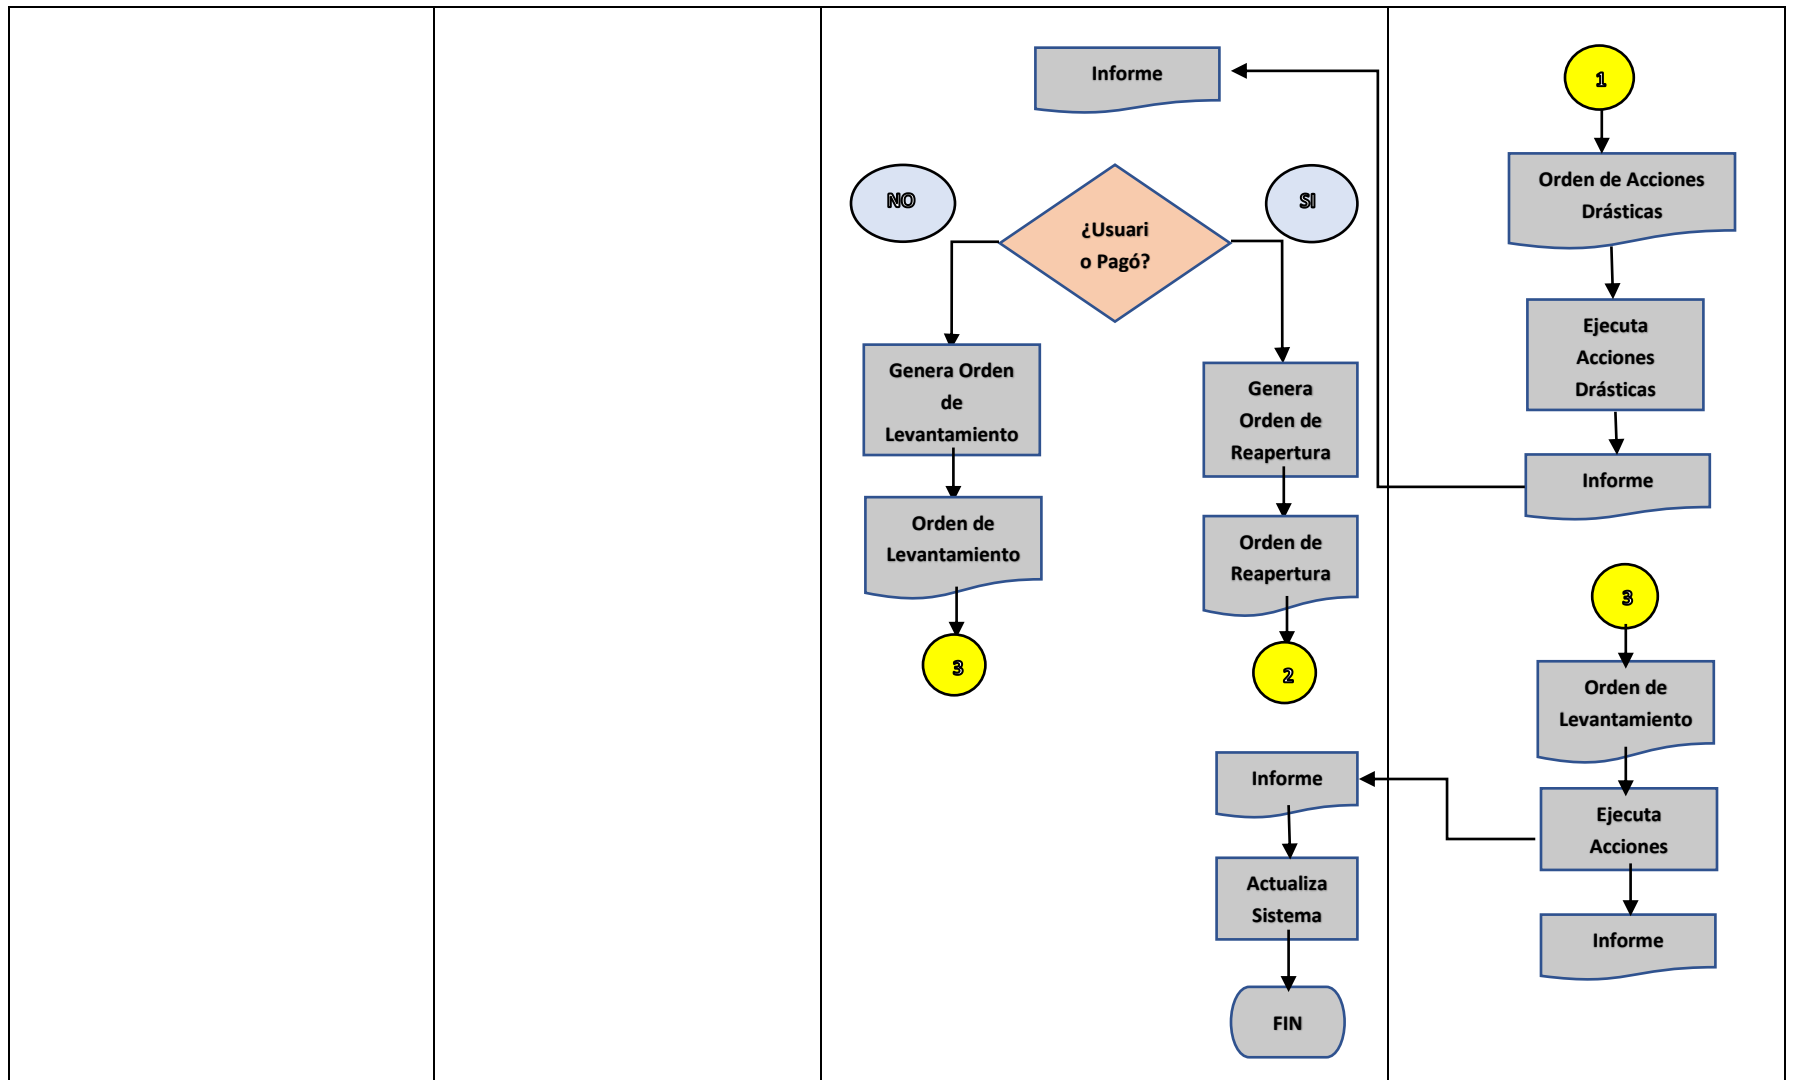 Informe
NO
SI
¿Usuari
o Pagó?
Genera Orden
de
Levantamiento
Genera
Orden de
Reapertura
Orden de
Levantamiento
Orden de
Reapertura
3
2
Informe
Actualiza
Sistema
FIN
1
Orden de Acciones
Drásticas
Ejecuta
Acciones
Drásticas
Informe
3
Orden de
Levantamiento
Ejecuta
Acciones
Informe